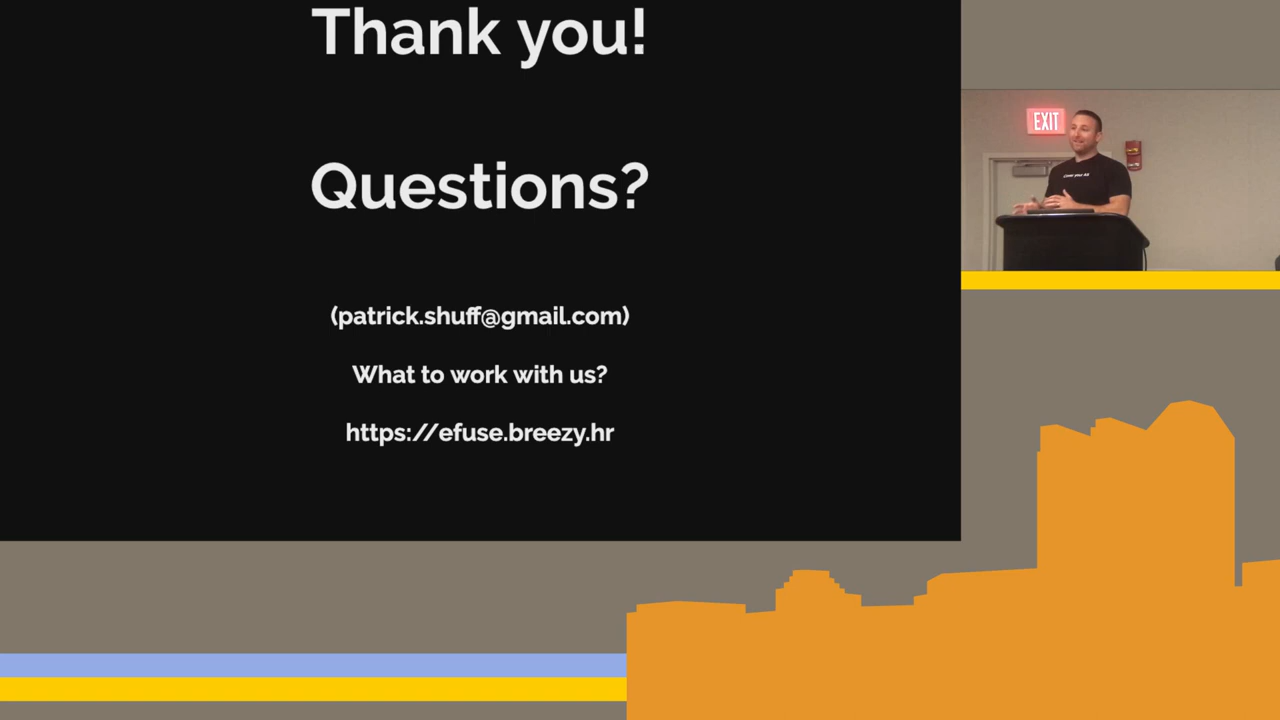 Thank you!
Questions?
(patrick.shuff@gmail.com)
What to work with us?
https://efuse.breezy.hr
EXIT